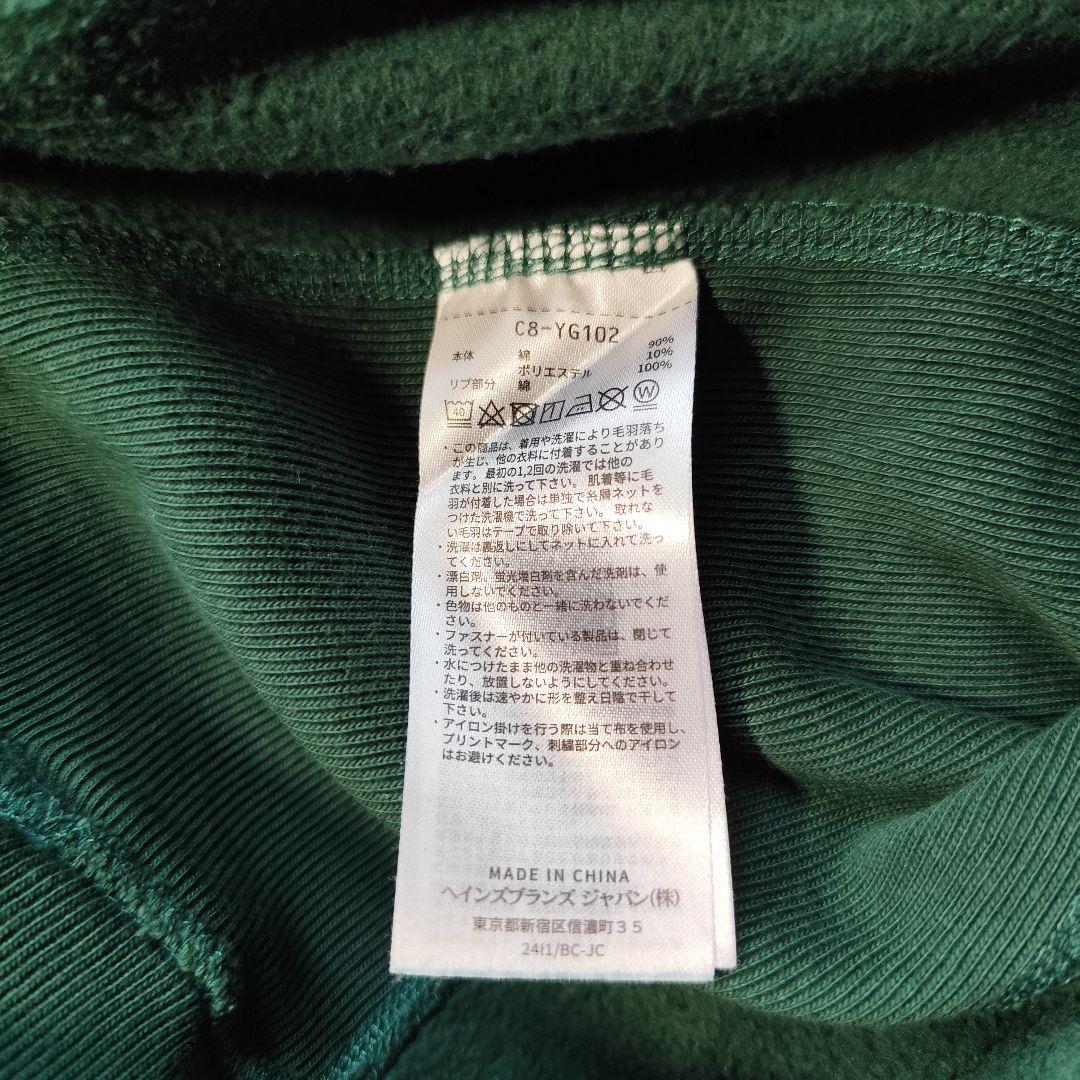 C8-YG102
本体 綿 90%
ポリエステル 10%
リブ部分 綿 100%
40 W
・この商品は、着用や洗濯により毛羽落ち
が生じ、他の衣料に付着することがあり
ます。最初の1,2回の洗濯では他の
衣料と別に洗って下さい。 肌着等に毛
羽が付着した場合は単独で糸屑ネットを
つけた洗濯機で洗って下さい。 取れな
い毛羽はテープで取り除いて下さい。
・洗濯は裏返しにしてネットに入れて洗っ
てください。
・漂白剤、蛍光増白剤を含んだ洗剤は、使
用しないでください。
・色物は他のものと一緒に洗わないでくだ
さい。
・ファスナーが付いている製品は、閉じて
洗ってください。
・水につけたまま他の洗濯物と重ね合わせ
たり、放置しないようにしてください。
・洗濯後は速やかに形を整え日陰で干して
下さい。
・アイロン掛けを行う際は当て布を使用し、
プリントマーク、刺繍部分へのアイロン
はお避けください。
MADE IN CHINA
ヘインズブランズ ジャパン(株)
東京都新宿区信濃町35
24I1/BC-JC